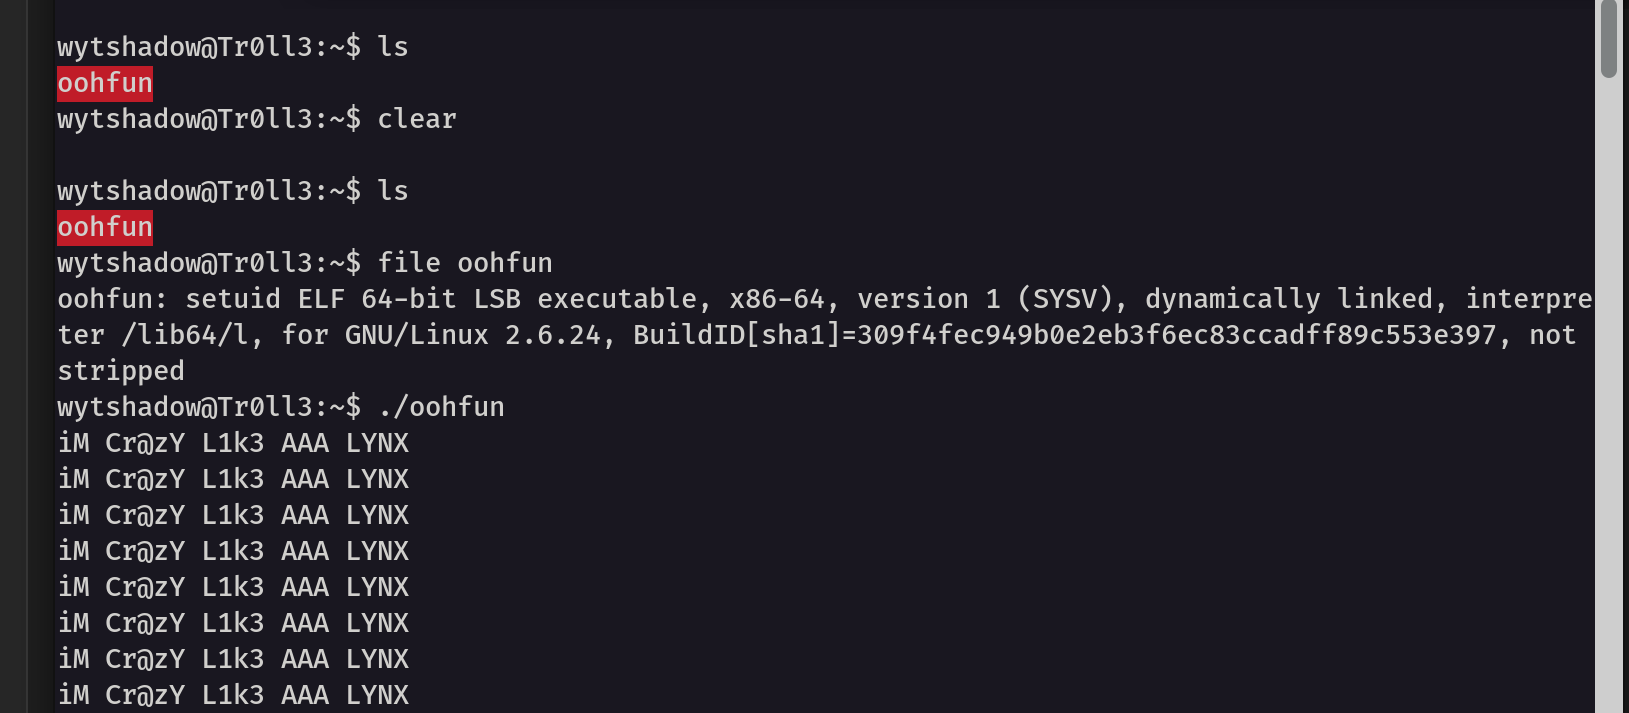 wytshadow@Tr0ll3:~$ ls
oohfun
wytshadow@Tr0ll3:~$ clear
wytshadow@Tr0ll3:~$ ls
oohfun
wytshadow@Tr0ll3:~$ file oohfun
oohfun: setuid ELF 64-bit LSB executable, x86-64, version 1 (SYSV), dynamically linked, interpre
ter /lib64/l, for GNU/Linux 2.6.24, BuildID[sha1]=309f4fec949b0e2eb3f6ec83ccadff89c553e397, not
stripped
wytshadow@Tr0ll3:~$ ./oohfun
iM Cr@zY L1k3 AAA LYNX
iM Cr@zY L1k3 AAA LYNX
iM Cr@zY L1k3 AAA LYNX
iM Cr@zY L1k3 AAA LYNX
iM Cr@zY L1k3 AAA LYNX
iM Cr@zY L1k3 AAA LYNX
iM Cr@zY L1k3 AAA LYNX
iM Cr@zY L1k3 AAA LYNX